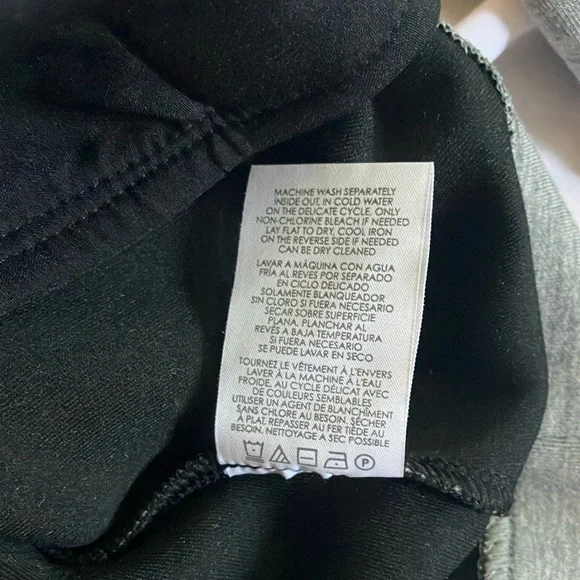 MACHINE WASH SEPARATELY
INSIDE OUT, IN COLD WATER
ON THE DELICATE CYCLE, ONLY
NON-CHLORINE BLEACH IF NEEDED
LAY FLAT TO DRY, COOL IRON
ON THE REVERSE SIDE IF NEEDED
CAN BE DRY CLEANED
LAVAR A MÁQUINA CON AGUA
FRÍA AL REVES POR SEPARADO
EN CICLO DELICADO
SOLAMENTE BLANQUEADOR
SIN CLORO SI FUERA NECESARIO
SECAR SOBRE SUPERFICIE
PLANA, PLANCHAR AL
REVÉS A BAJA TEMPERATURA
SI FUERA NECESARIO
SE PUEDE LAVAR EN SECO
TOURNEZ LE VÊTEMENT À L'ENVERS
LAVER À LA MACHINE À L'EAU
FROIDE, AU CYCLE DÉLICAT AVEC
DE COULEURS SEMBLABLES
UTILISER UN AGENT DE BLANCHÎMENT
SANS CHLORE AU BESOIN, SÉCHER
À PLAT, REPASSER AU FER TIÈDE AU
BESOIN. NETTOYAGE A SEC POSSIBLE
P